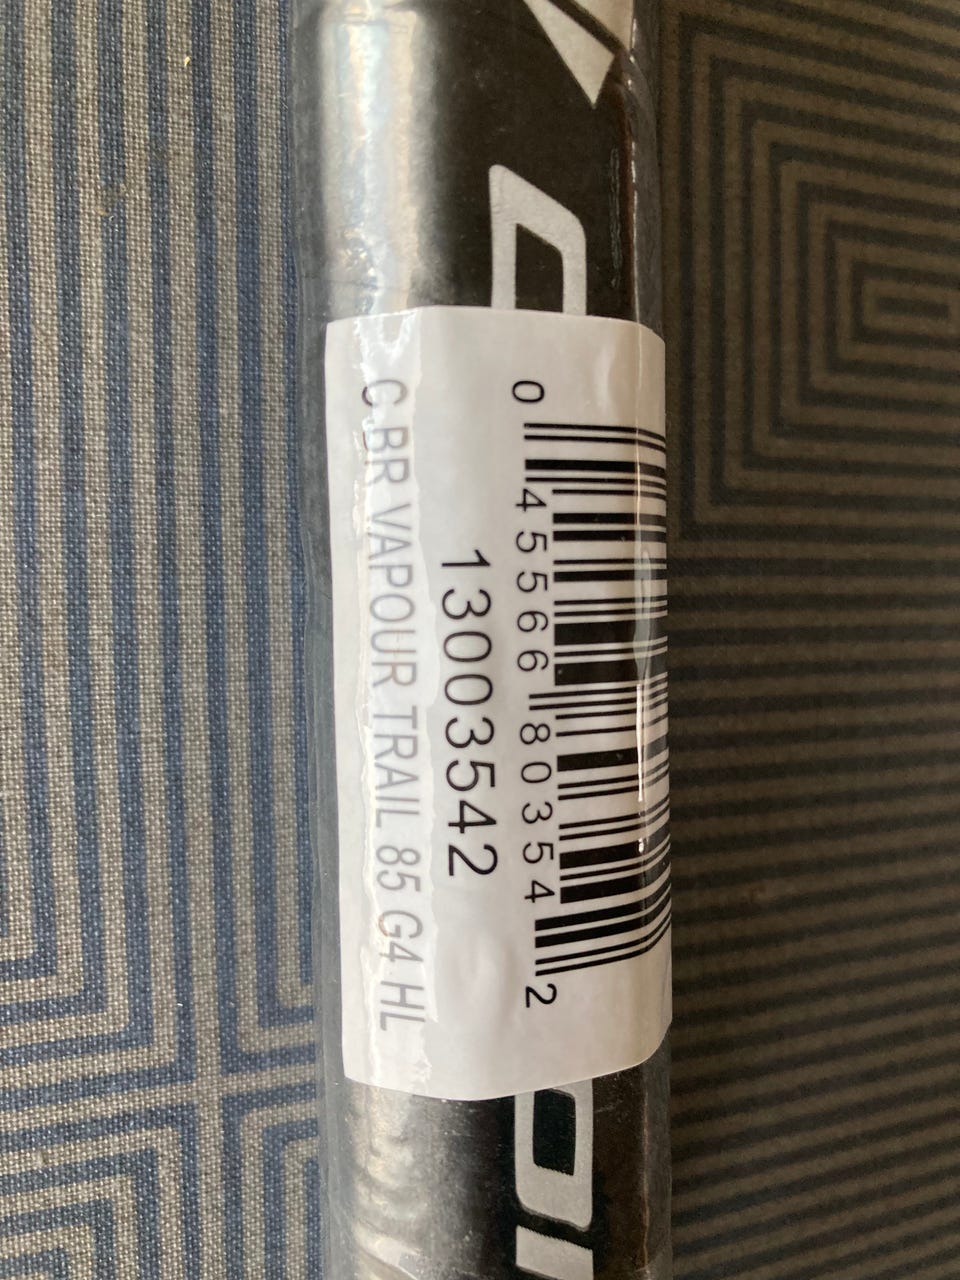 0 45566 80354 2
13003542
C.BR VAPOUR TRAIL 85 G4 HL